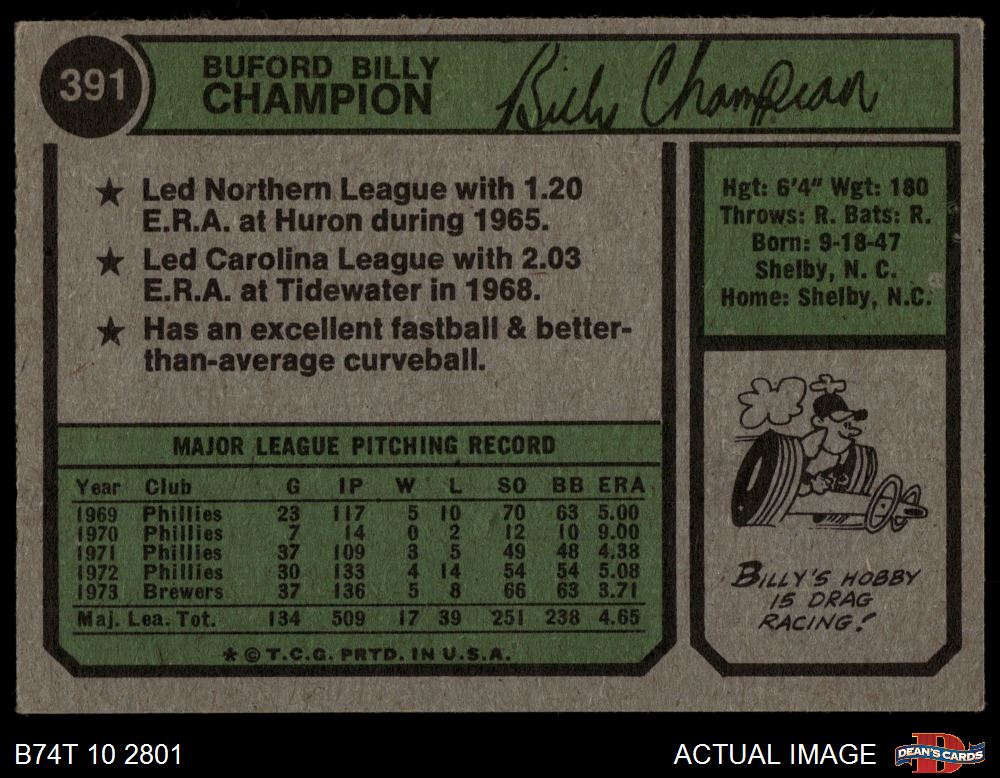 391
BUFORD BILLY
CHAMPION
Billy Champion
★ Led Northern League with 1.20
E.R.A. at Huron during 1965.
★ Led Carolina League with 2.03
E.R.A. at Tidewater in 1968.
★ Has an excellent fastball & better-
than-average curveball.
Hgt: 6'4" Wgt: 180
Throws: R. Bats: R.
Born: 9-18-47
Shelby, N. C.
Home: Shelby, N.C.
MAJOR LEAGUE PITCHING RECORD
Year Club G IP W L SO BB ERA
1969 Phillies 23 117 5 10 70 63 5.00
1970 Phillies 7 14 0 2 12 10 9.00
1971 Phillies 37 109 3 5 49 48 4.38
1972 Phillies 30 133 4 14 54 54 5.08
1973 Brewers 37 136 5 8 66 63 3.71
Maj. Lea. Tot. 134 509 17 39 251 238 4.65
* © T.C.G. PRTD. IN U.S.A.
BILLY'S HOBBY
IS DRAG
RACING!
B74T 10 2801
ACTUAL IMAGE
DEAN'S CARDS